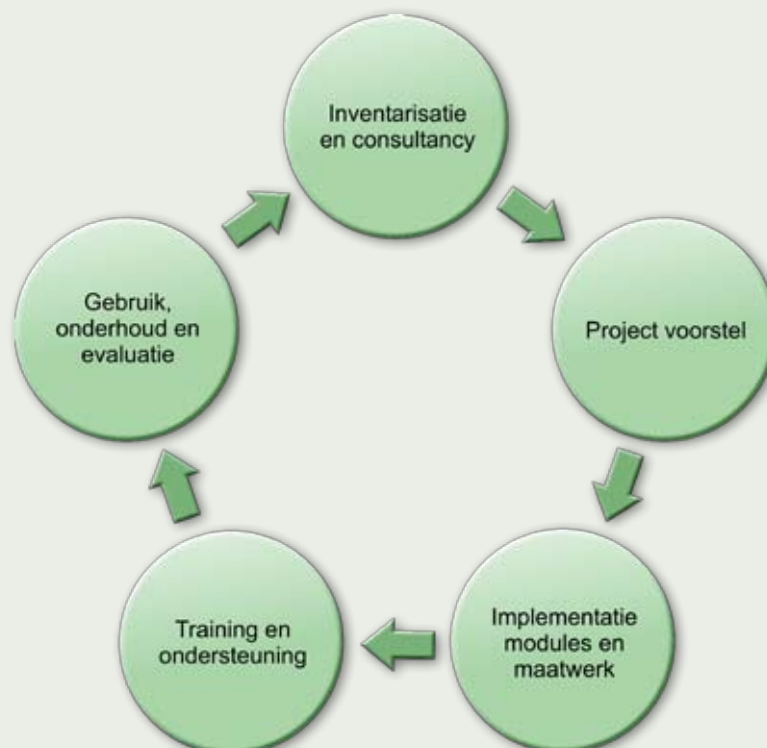 Inventarisatie
en consultancy
Project voorstel
Implementatie
modules en
maatwerk
Training en
ondersteuning
Gebruik,
onderhoud en
evaluatie